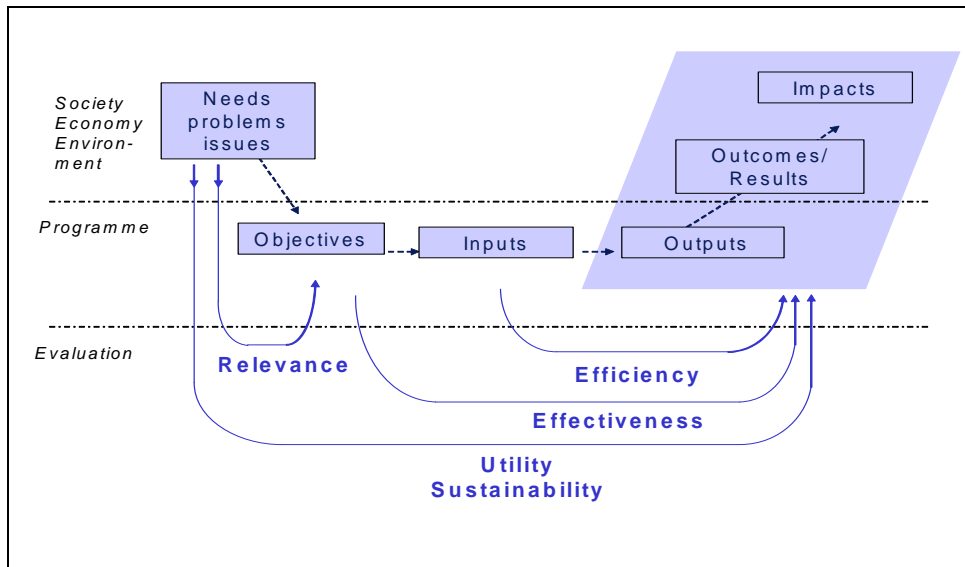 Society
Economy
Environ-
ment
Needs
problems
issues
Impacts
Outcomes/
Results
Programme
Objectives
Inputs
Outputs
Evaluation
Relevance
Efficiency
Effectiveness
Utility
Sustainability